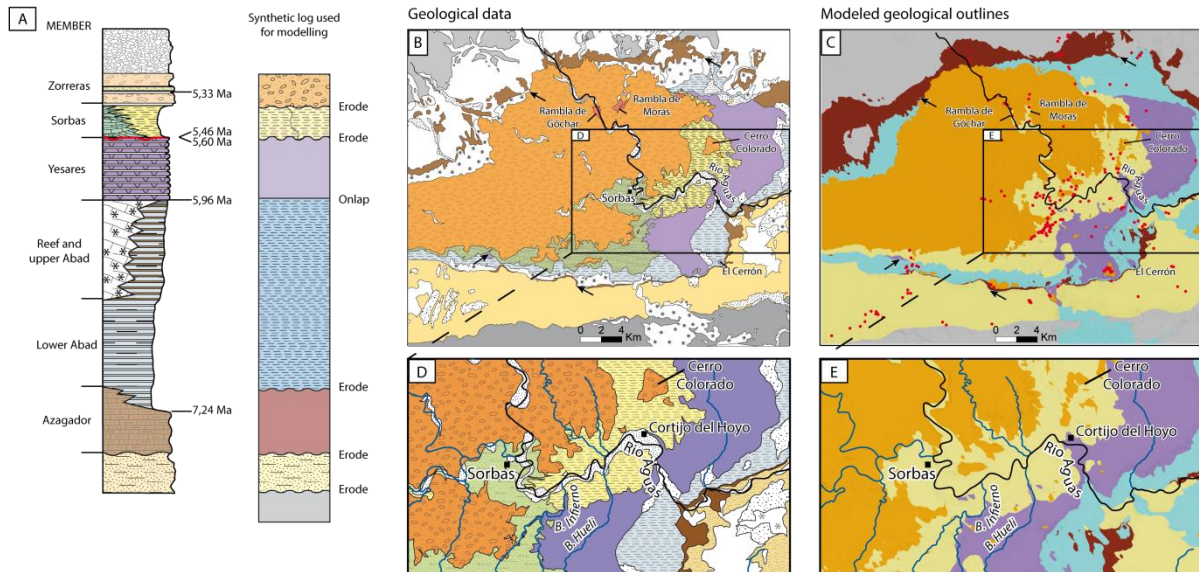 A
MEMBER
Synthetic log used
for modelling
Zorreras
5,33 Ma
Sorbas
5,46 Ma
5,60 Ma
Yesares
5,96 Ma
Reef and
upper Abad
Lower Abad
7,24 Ma
Azagador
Erode
Erode
Onlap
Erode
Erode
Erode
Geological data
B
Rambla de
Góchar
Rambla de
Moras
D
Cerro
Colorado
Rio Aguas
Sorbas
El Cerrón
0 2 4
Km
Modeled geological outlines
C
Rambla de
Góchar
Rambla de
Moras
E
Cerro
Colorado
Rio Aguas
Sorbas
El Cerrón
0 2 4
Km
D
Cerro
Colorado
Cortijo del Hoyo
Sorbas
Rio Aguas
B. Infierno
B. Hueli
E
Cerro
Colorado
Cortijo del Hoyo
Sorbas
Rio Aguas
B. Infierno
B. Hueli